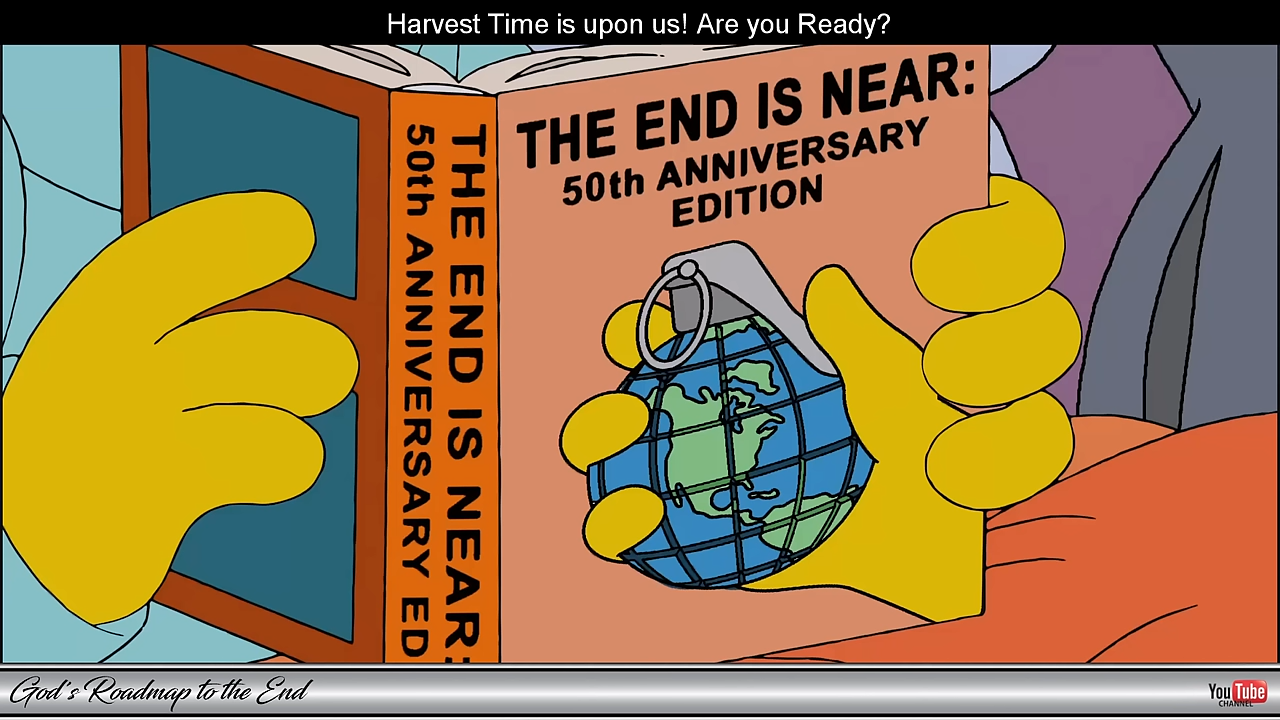 Harvest Time is upon us! Are you Ready?
THE END IS NEAR:
50th ANNIVERSARY
EDITION
THE END IS NEAR:
50th ANNIVERSARY ED
God's Roadmap to the End
YouTube
CHANNEL